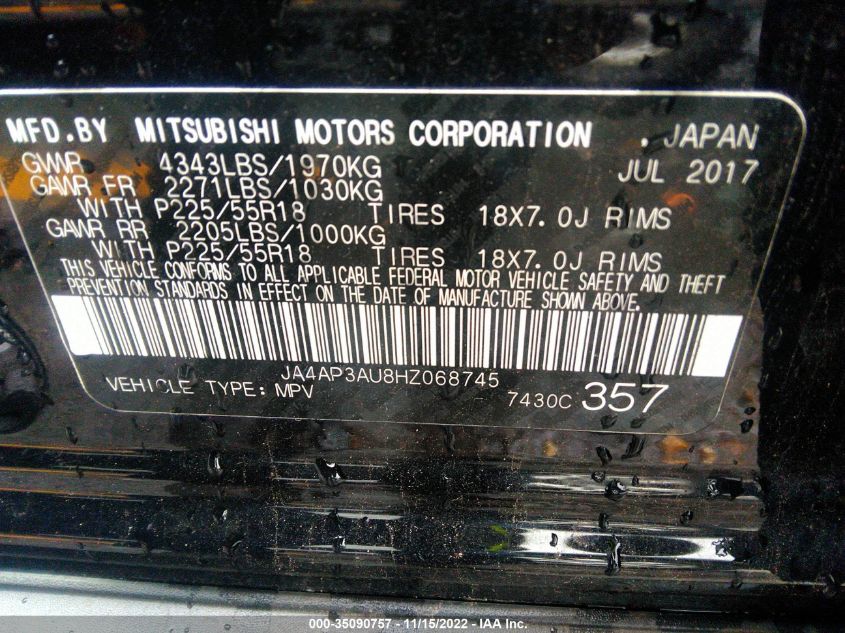 MFD.BY MITSUBISHI MOTORS CORPORATION , JAPAN
GVWR 4343LBS/1970KG JUL 2017
GAWR FR 2271LBS/1030KG
WITH P225/55R18 TIRES 18X7.0J RIMS
GAWR RR 2205LBS/1000KG
WITH P225/55R18 TIRES 18X7.0J RIMS
THIS VEHICLE CONFORMS TO ALL APPLICABLE FEDERAL MOTOR VEHICLE SAFETY AND THEFT
PREVENTION STANDARDS IN EFFECT ON THE DATE OF MANUFACTURE SHOWN ABOVE.
JA4AP3AU8HZ068745
VEHICLE TYPE: MPV 7430C 357
000-35090757 - 11/15/2022 - IAA Inc.